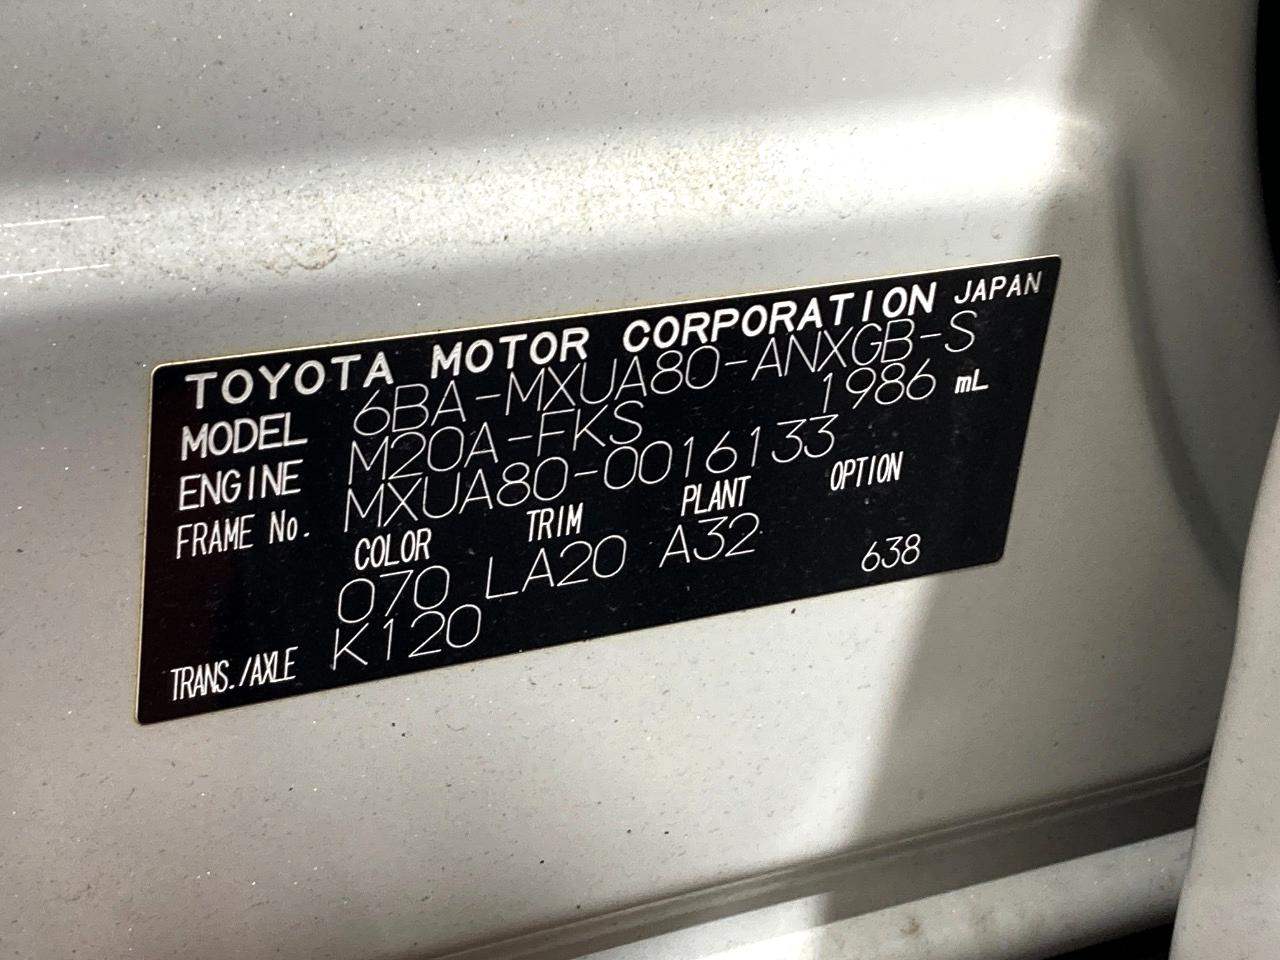 TOYOTA MOTOR CORPORATION JAPAN
MODEL 6BA-MXUA80-ANXGB-S
ENGINE M20A-FKS 1986 mL
FRAME No. MXUA80-0016133
COLOR TRIM PLANT OPTION
070 LA20 A32 638
TRANS./AXLE K120